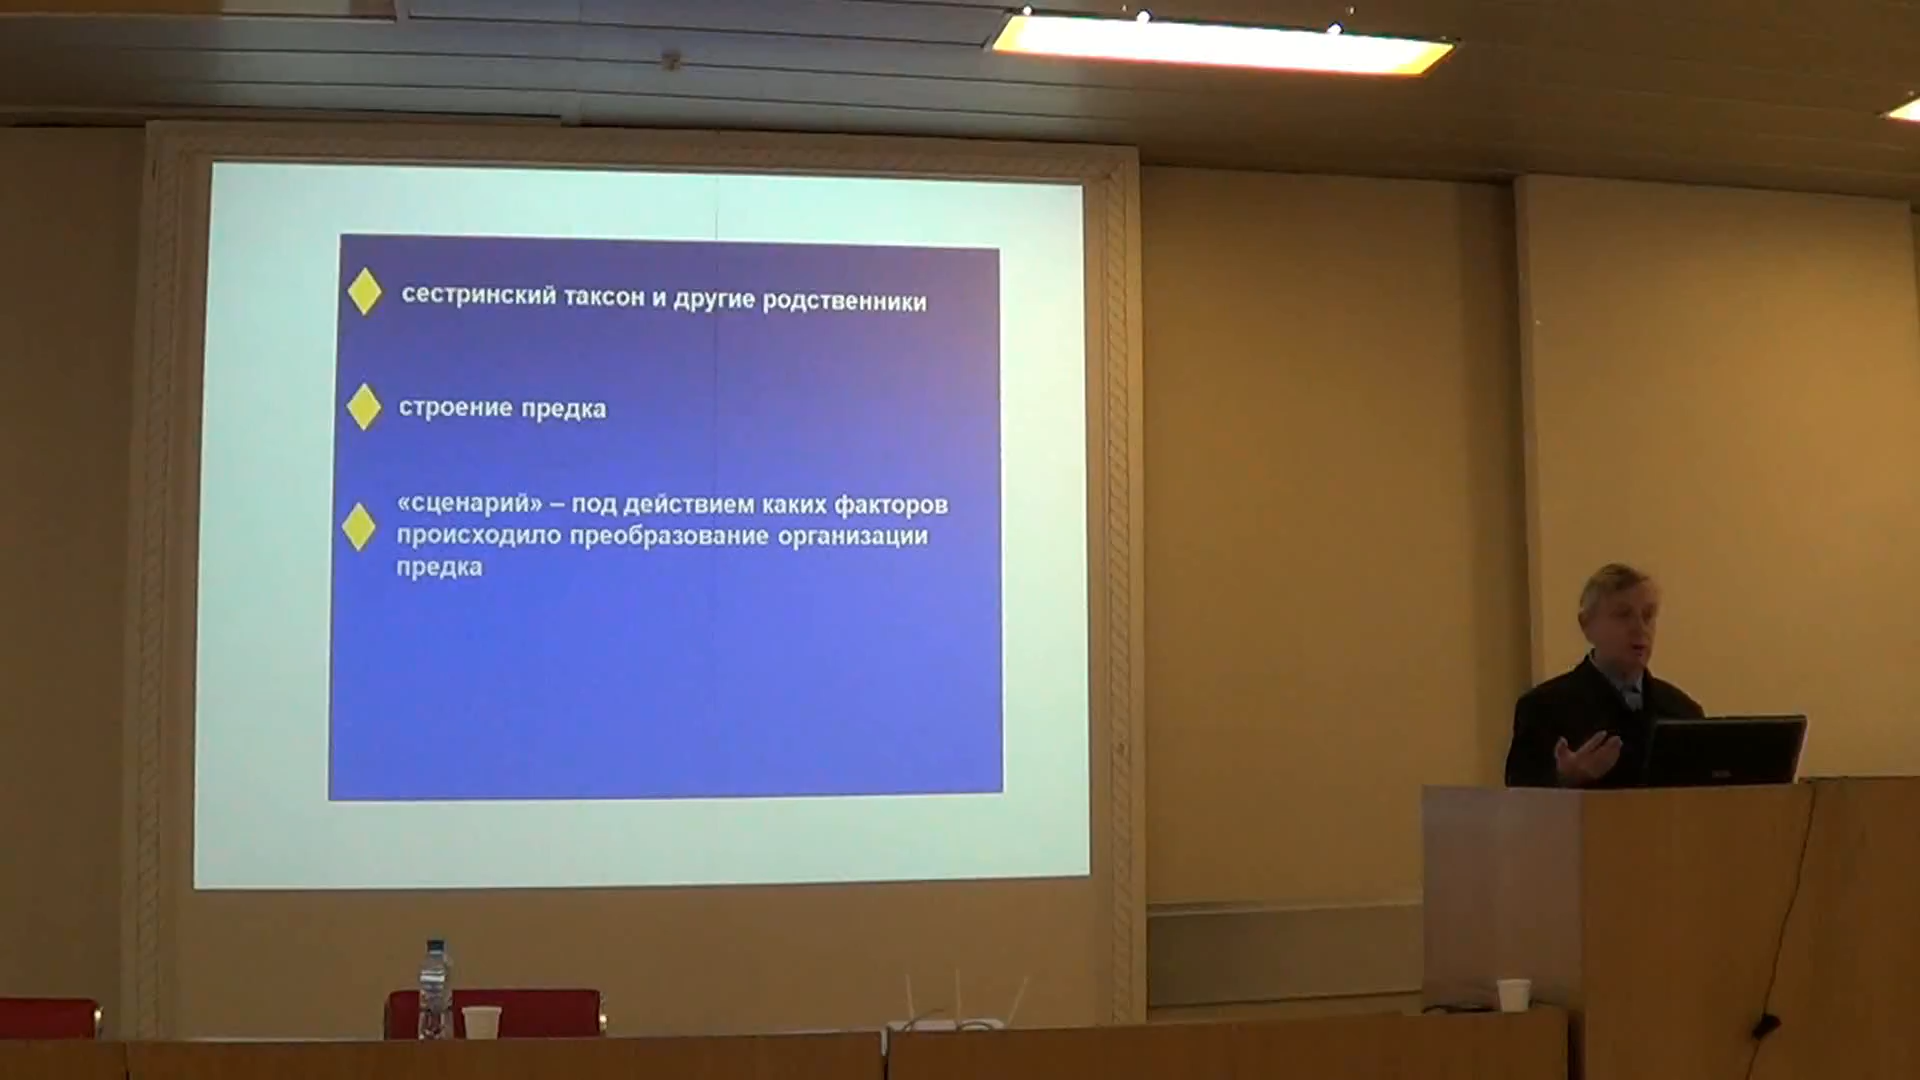 сестринский таксон и другие родственники
строение предка
«сценарий» – под действием каких факторов
происходило преобразование организации
предка